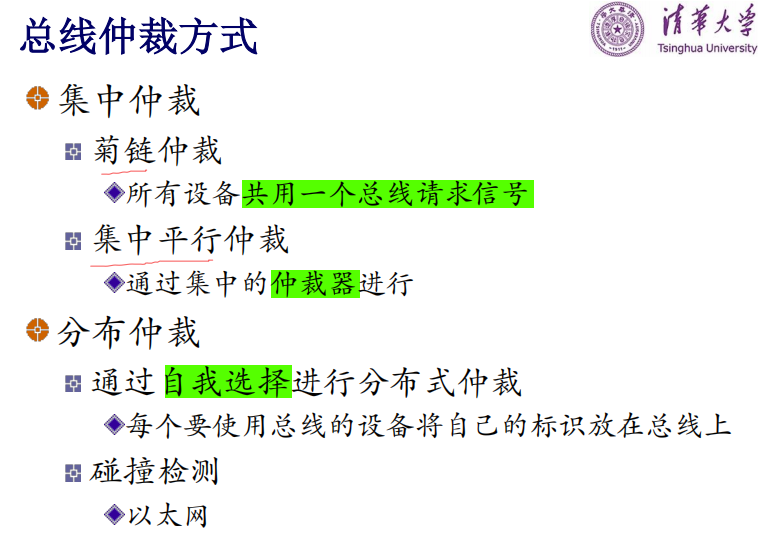 总线仲裁方式
清华大学
Tsinghua University
集中仲裁
菊链仲裁
所有设备共用一个总线请求信号
集中平行仲裁
通过集中的仲裁器进行
分布仲裁
通过自我选择进行分布式仲裁
每个要使用总线的设备将自己的标识放在总线上
碰撞检测
以太网